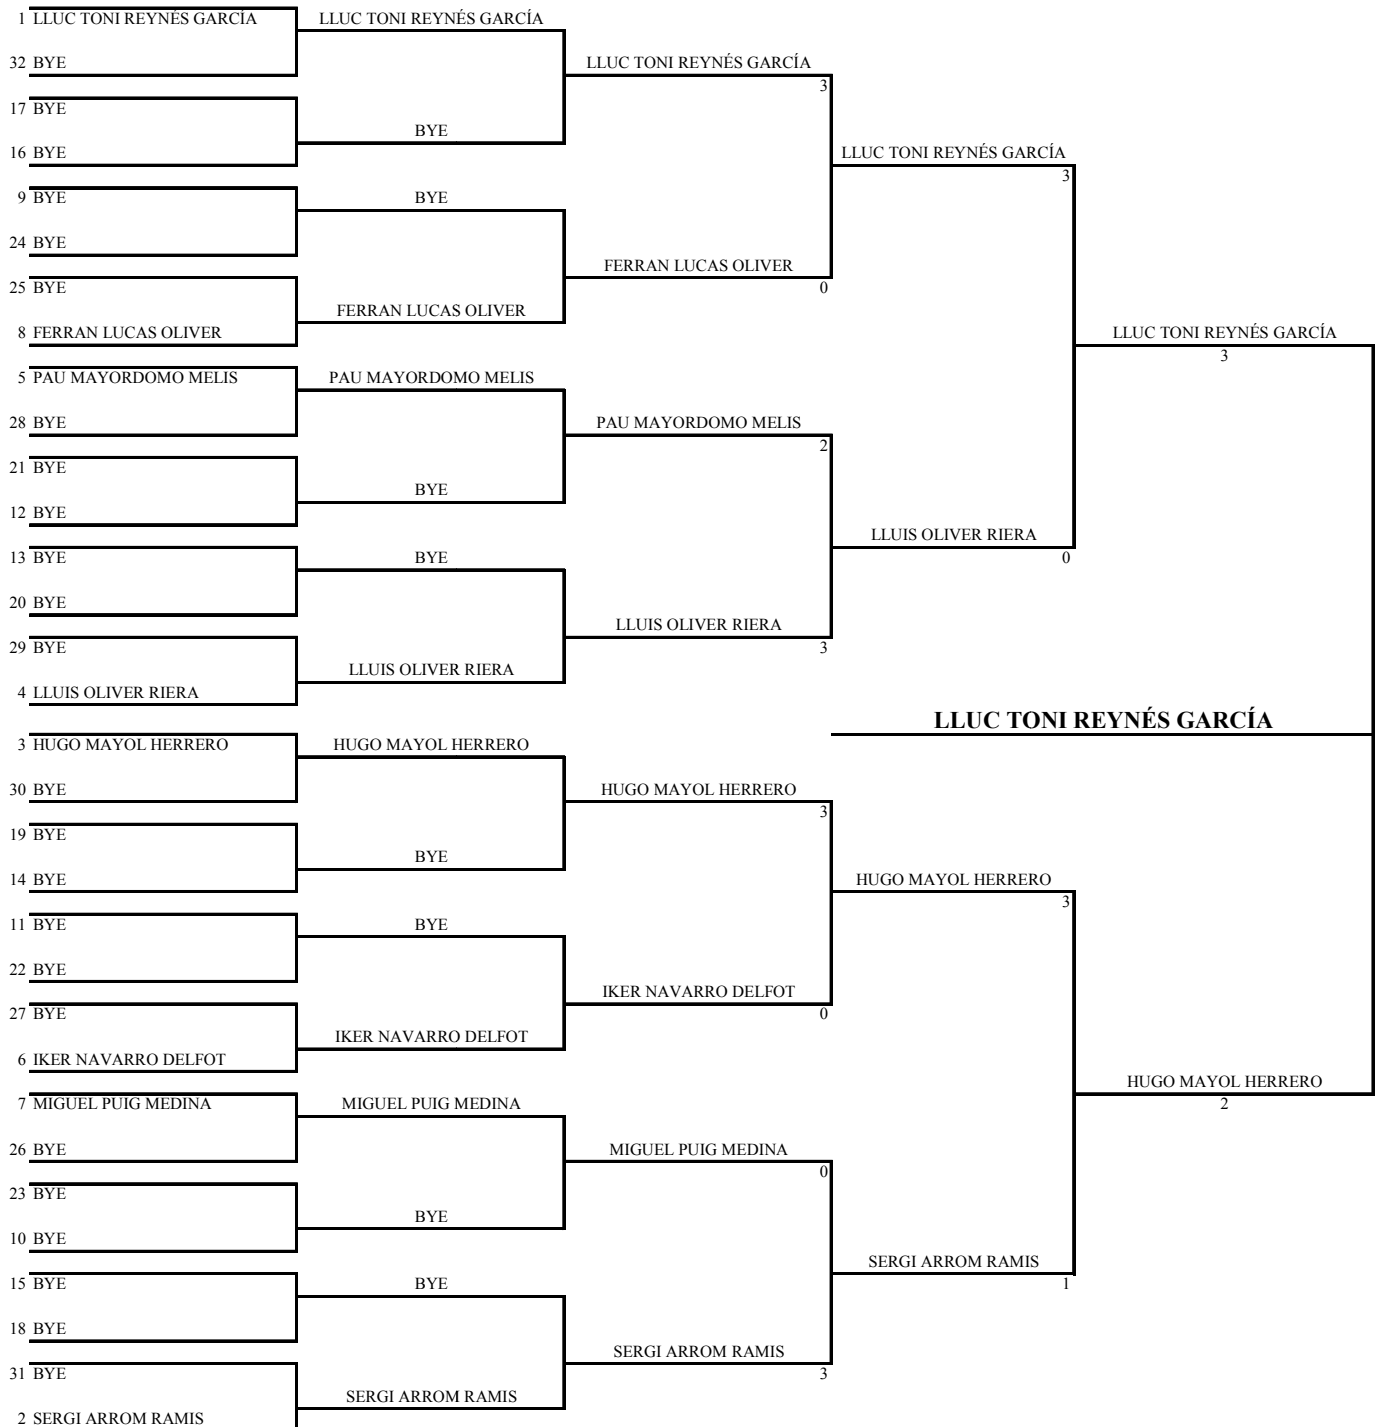 1 LLUC TONI REYNÉS GARCÍA
32 BYE
17 BYE
16 BYE
9 BYE
24 BYE
25 BYE
8 FERRAN LUCAS OLIVER
5 PAU MAYORDOMO MELIS
28 BYE
21 BYE
12 BYE
13 BYE
20 BYE
29 BYE
4 LLUIS OLIVER RIERA
3 HUGO MAYOL HERRERO
30 BYE
19 BYE
14 BYE
11 BYE
22 BYE
27 BYE
6 IKER NAVARRO DELFOT
7 MIGUEL PUIG MEDINA
26 BYE
23 BYE
10 BYE
15 BYE
18 BYE
31 BYE
2 SERGI ARROM RAMIS
LLUC TONI REYNÉS GARCÍA
BYE
BYE
FERRAN LUCAS OLIVER
PAU MAYORDOMO MELIS
BYE
BYE
LLUIS OLIVER RIERA
HUGO MAYOL HERRERO
BYE
BYE
IKER NAVARRO DELFOT
MIGUEL PUIG MEDINA
BYE
BYE
SERGI ARROM RAMIS
LLUC TONI REYNÉS GARCÍA
3
FERRAN LUCAS OLIVER
0
PAU MAYORDOMO MELIS
2
LLUIS OLIVER RIERA
3
HUGO MAYOL HERRERO
3
IKER NAVARRO DELFOT
0
MIGUEL PUIG MEDINA
0
SERGI ARROM RAMIS
3
LLUC TONI REYNÉS GARCÍA
3
LLUIS OLIVER RIERA
0
HUGO MAYOL HERRERO
3
SERGI ARROM RAMIS
1
LLUC TONI REYNÉS GARCÍA
3
HUGO MAYOL HERRERO
2
LLUC TONI REYNÉS GARCÍA